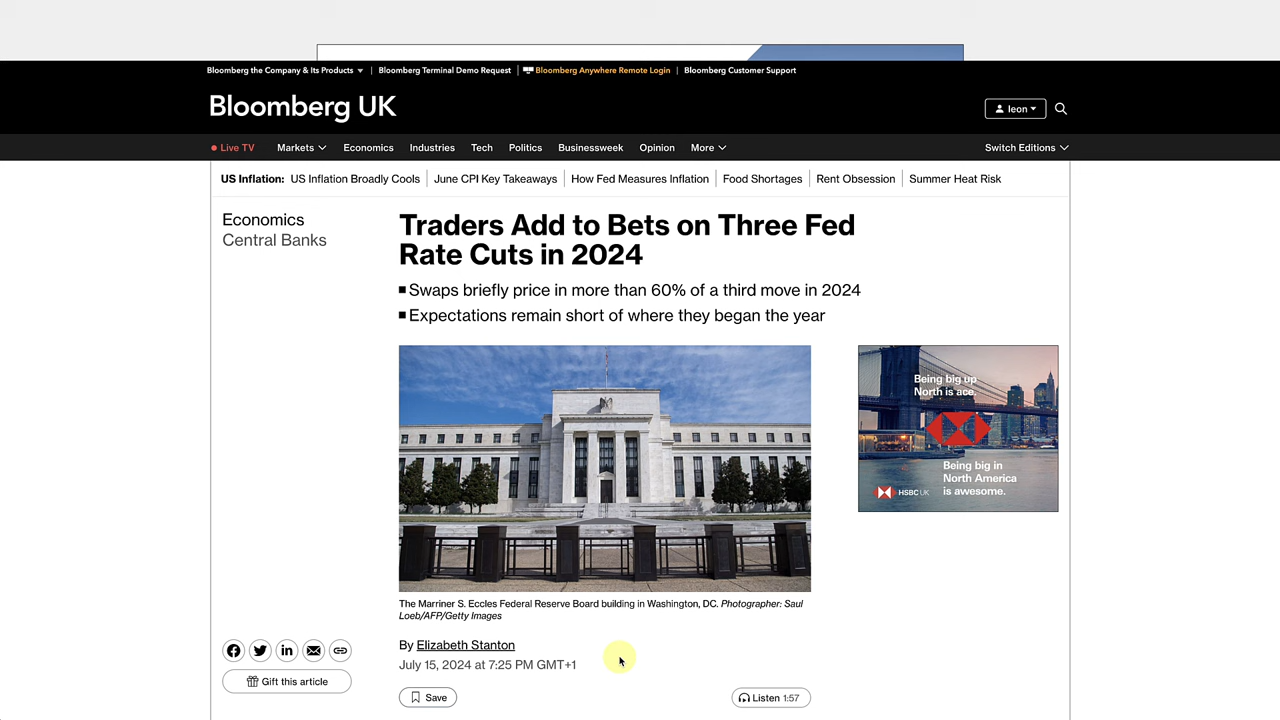 Bloomberg the Company & Its Products
Bloomberg Terminal Demo Request
Bloomberg Anywhere Remote Login
Bloomberg Customer Support
Bloomberg UK
leon
Live TV
Markets
Economics
Industries
Tech
Politics
Businessweek
Opinion
More
Switch Editions
US Inflation:
US Inflation Broadly Cools
June CPI Key Takeaways
How Fed Measures Inflation
Food Shortages
Rent Obsession
Summer Heat Risk
Economics
Central Banks
Traders Add to Bets on Three Fed
Rate Cuts in 2024
Swaps briefly price in more than 60% of a third move in 2024
Expectations remain short of where they began the year
Being big up
North is ace.
Being big in
North America
is awesome.
HSBC UK
The Marriner S. Eccles Federal Reserve Board building in Washington, DC. Photographer: Saul
Loeb/AFP/Getty Images
By Elizabeth Stanton
July 15, 2024 at 7:25 PM GMT+1
Gift this article
Save
Listen 1:57